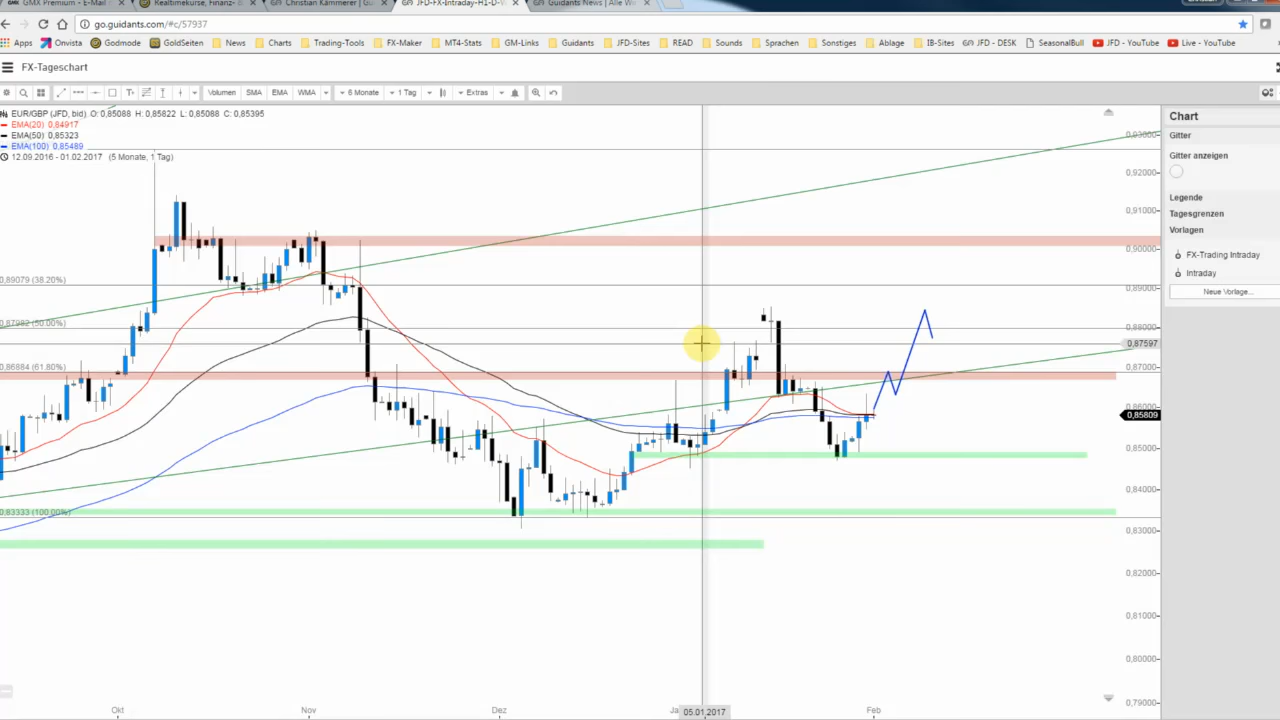 GMX Premium - E-Mail × Realtimekurse, Finanz- B × Christian Kämmerer | Gui × JFD-FX-Intraday-H1-D-W × Guidants News | Alle We ×
go.guidants.com/#c/57937
Apps Onvista Godmode GoldSeiten News Charts Trading-Tools FX-Maker MT4-Stats GM-Links Guidants JFD-Sites READ Sounds Sprachen Sonstiges Ablage IB-Sites JFD - DESK SeasonalBull JFD - YouTube Live - YouTube
FX-Tageschart
Volumen SMA EMA WMA 6 Monate 1 Tag Extras
EUR/GBP (JFD, bid) O: 0,85088 H: 0,85822 L: 0,85088 C: 0,85395
EMA(20) 0,84917
EMA(50) 0,85323
EMA(100) 0,85489
12.09.2016 - 01.02.2017 (5 Monate, 1 Tag)
0,93000
0,92000
0,91000
0,90000
0,89079 (38.20%)
0,89000
0,87982 (50.00%)
0,88000
0,87597
0,86884 (61.80%)
0,87000
0,86000
0,85809
0,85000
0,84000
0,83333 (100.00%)
0,83000
0,82000
0,81000
0,80000
0,79000
Okt Nov Dez Ja 05.01.2017 Feb
Chart
Gitter
Gitter anzeigen
Legende
Tagesgrenzen
Vorlagen
FX-Trading Intraday
Intraday
Neue Vorlage...